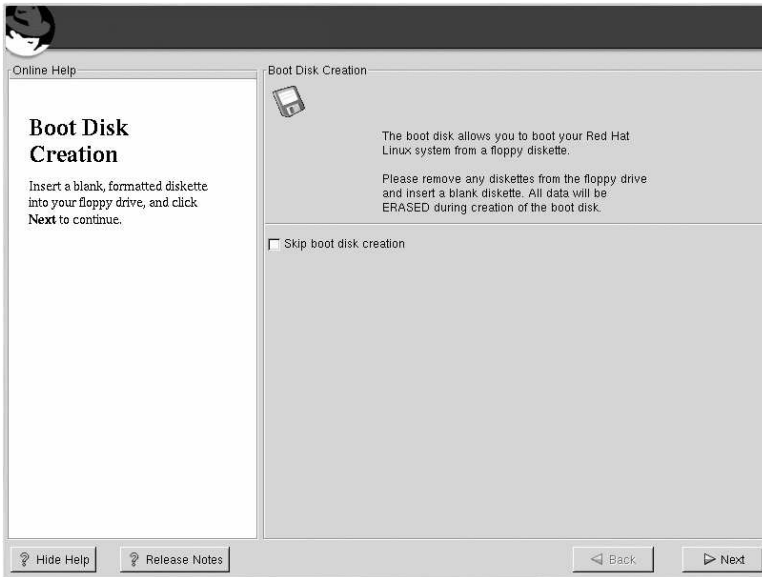 Online Help
Boot Disk
Creation
Insert a blank, formatted diskette
into your floppy drive, and click
Next to continue.
Boot Disk Creation
The boot disk allows you to boot your Red Hat
Linux system from a floppy diskette.
Please remove any diskettes from the floppy drive
and insert a blank diskette. All data will be
ERASED during creation of the boot disk.
Skip boot disk creation
Hide Help
Release Notes
Back
Next